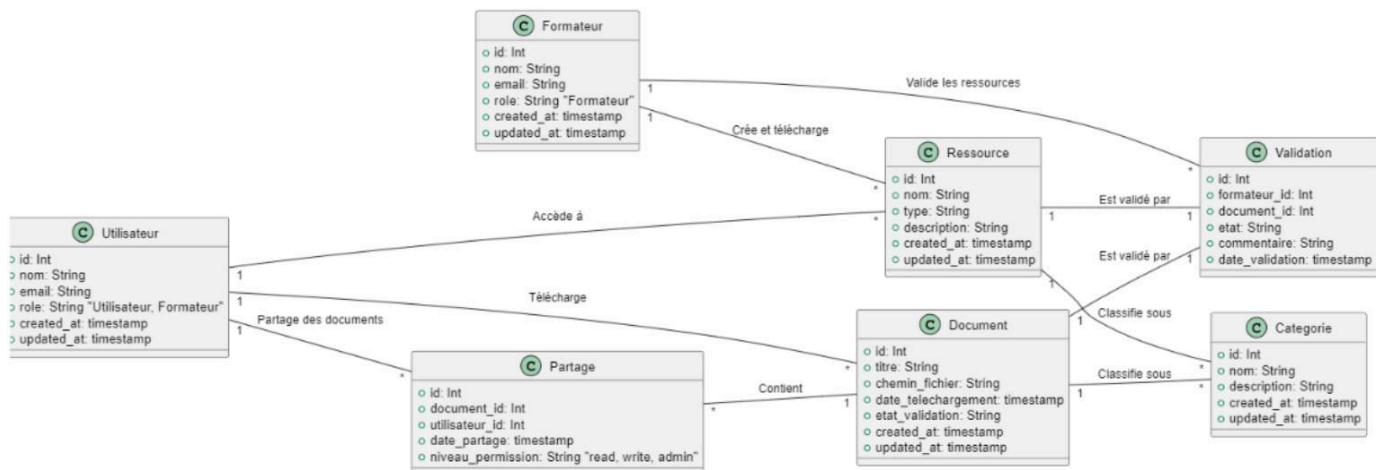 C Formateur
id: Int
nom: String
email: String
role: String "Formateur"
created_at: timestamp
updated_at: timestamp
1
1
Valide les ressources
Crée et télécharge
C Ressource
id: Int
nom: String
type: String
description: String
created_at: timestamp
updated_at: timestamp
*
*
1
1
C Validation
id: Int
formateur_id: Int
document_id: Int
etat: String
commentaire: String
date_validation: timestamp
*
1
1
Est validé par
Est validé par
Accède à
C Utilisateur
id: Int
nom: String
email: String
role: String "Utilisateur, Formateur"
created_at: timestamp
updated_at: timestamp
1
1
1
Télécharge
Partage des documents
C Partage
id: Int
document_id: Int
utilisateur_id: Int
date_partage: timestamp
niveau_permission: String "read, write, admin"
*
*
Contient
C Document
id: Int
titre: String
chemin_fichier: String
date_telechargement: timestamp
etat_validation: String
created_at: timestamp
updated_at: timestamp
*
1
1
1
Classifie sous
Classifie sous
C Categorie
id: Int
nom: String
description: String
created_at: timestamp
updated_at: timestamp
*
*